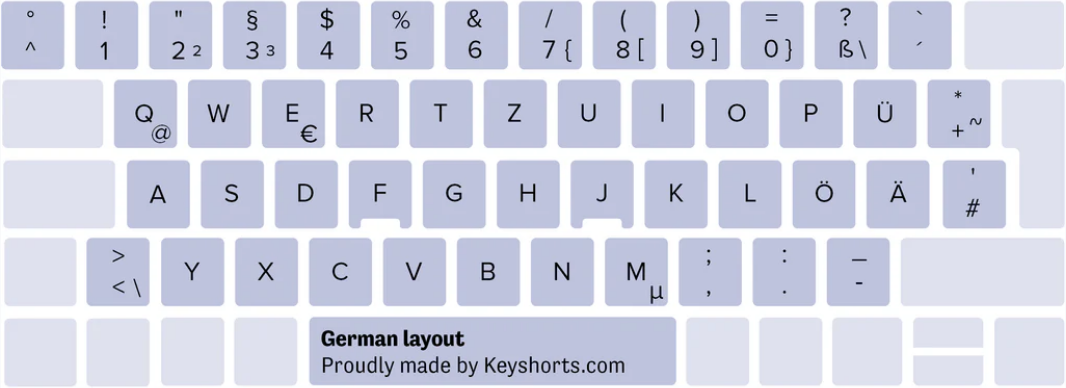 ° ! " § $ % & / ( ) = ? `
^ 1 2 ² 3 ³ 4 5 6 7 { 8 [ 9 ] 0 } ß \ ´
Q @ W E € R T Z U I O P Ü * + ~
A S D F G H J K L Ö Ä ' #
> < \ Y X C V B N M µ ; , : . _ -
German layout
Proudly made by Keyshorts.com